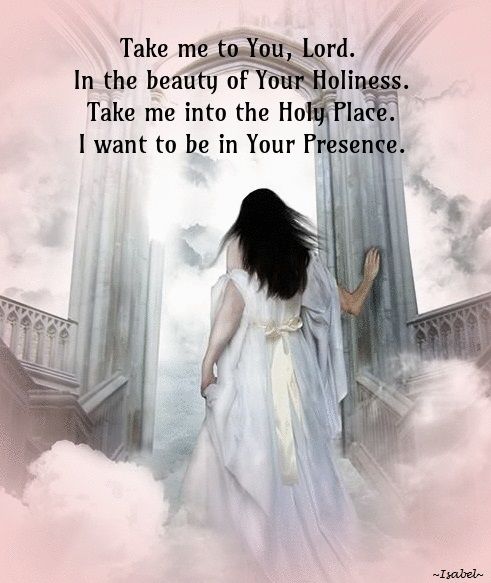 Take me to You, Lord.
In the beauty of Your Holiness.
Take me into the Holy Place.
I want to be in Your Presence.
~Isabel~